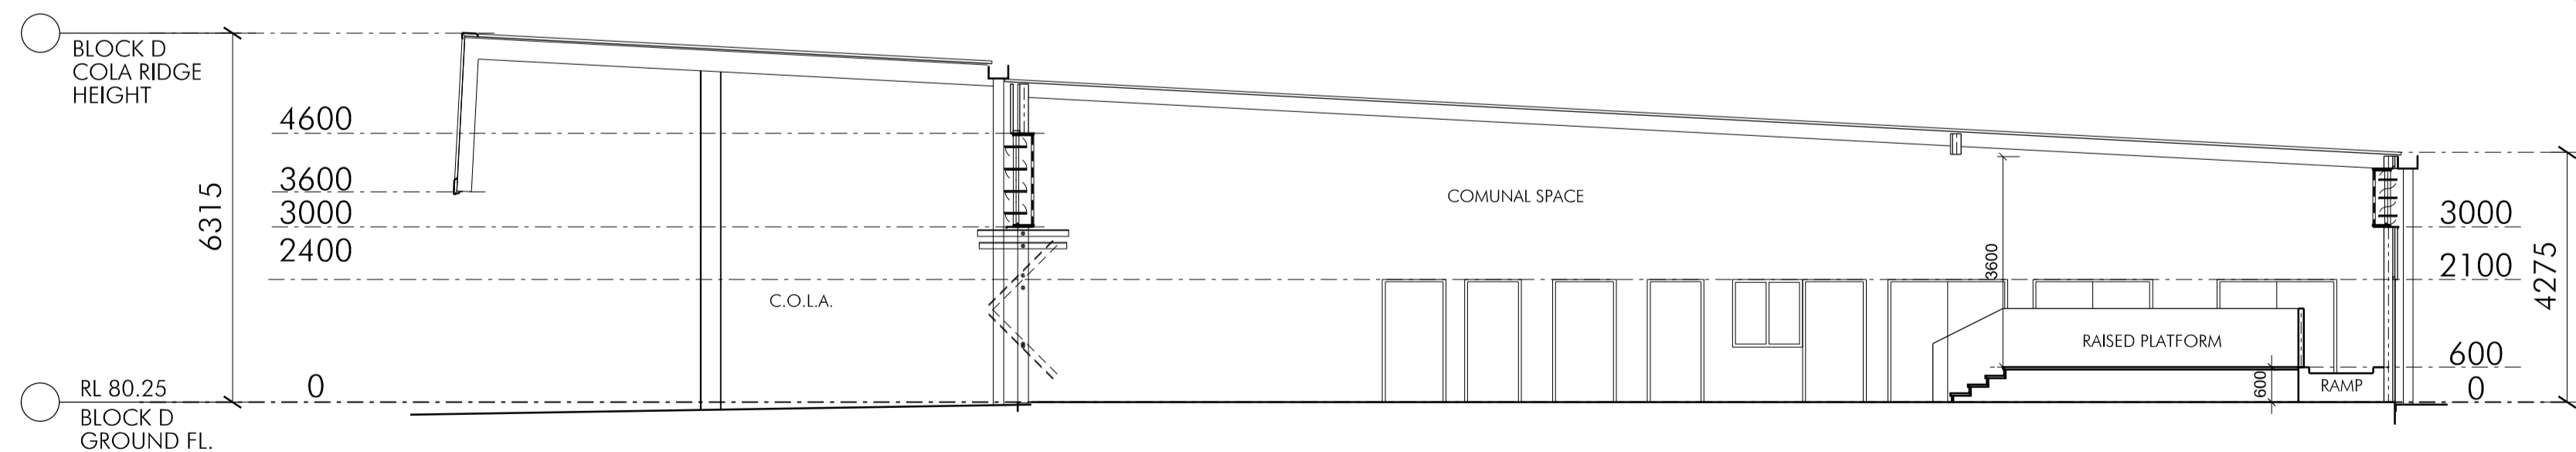 BLOCK D
COLA RIDGE
HEIGHT
6315
4600
3600
3000
2400
0
RL 80.25
BLOCK D
GROUND FL.
C.O.L.A.
COMUNAL SPACE
3600
RAISED PLATFORM
600
RAMP
3000
2100
600
0
4275